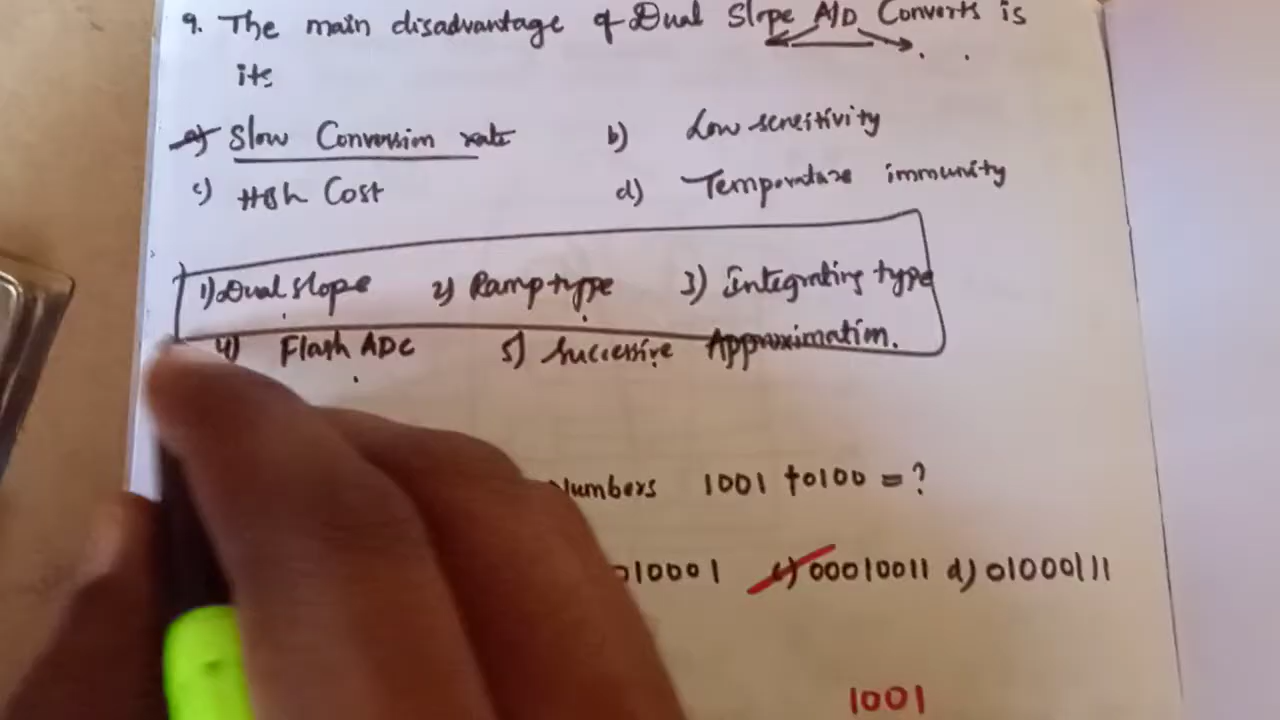 9. The main disadvantage of Dual Slope A/D Converts is
its
a) Slow Conversion rate b) Low sensitivity
c) High Cost d) Temperature immunity
1) Dual slope 2) Ramp type 3) Integrating type
4) Flash ADC 5) Successive Approximation.
Numbers 1001 + 0100 = ?
010001 c) 00010011 d) 01000111
1001